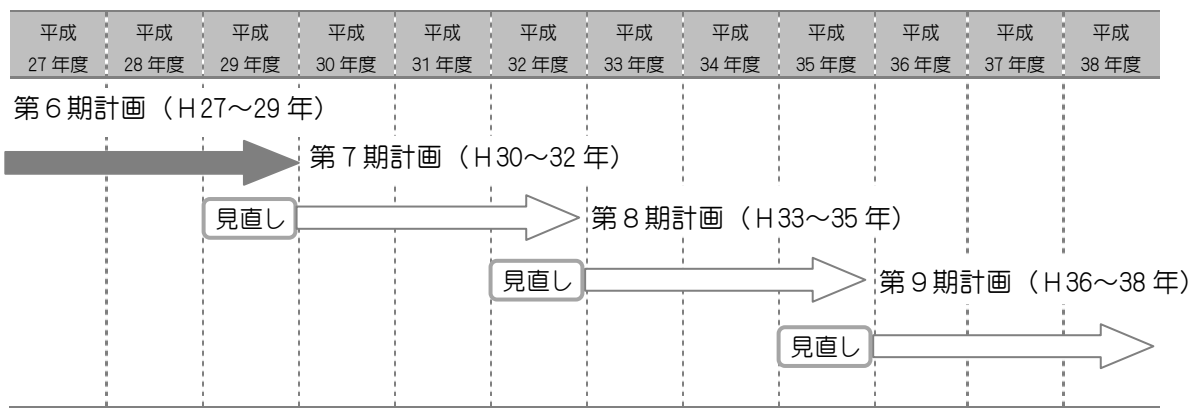 平成 平成 平成 平成 平成 平成 平成 平成 平成 平成 平成 平成
27年度 28年度 29年度 30年度 31年度 32年度 33年度 34年度 35年度 36年度 37年度 38年度
第6期計画（H27～29年）
第7期計画（H30～32年）
見直し
第8期計画（H33～35年）
見直し
第9期計画（H36～38年）
見直し